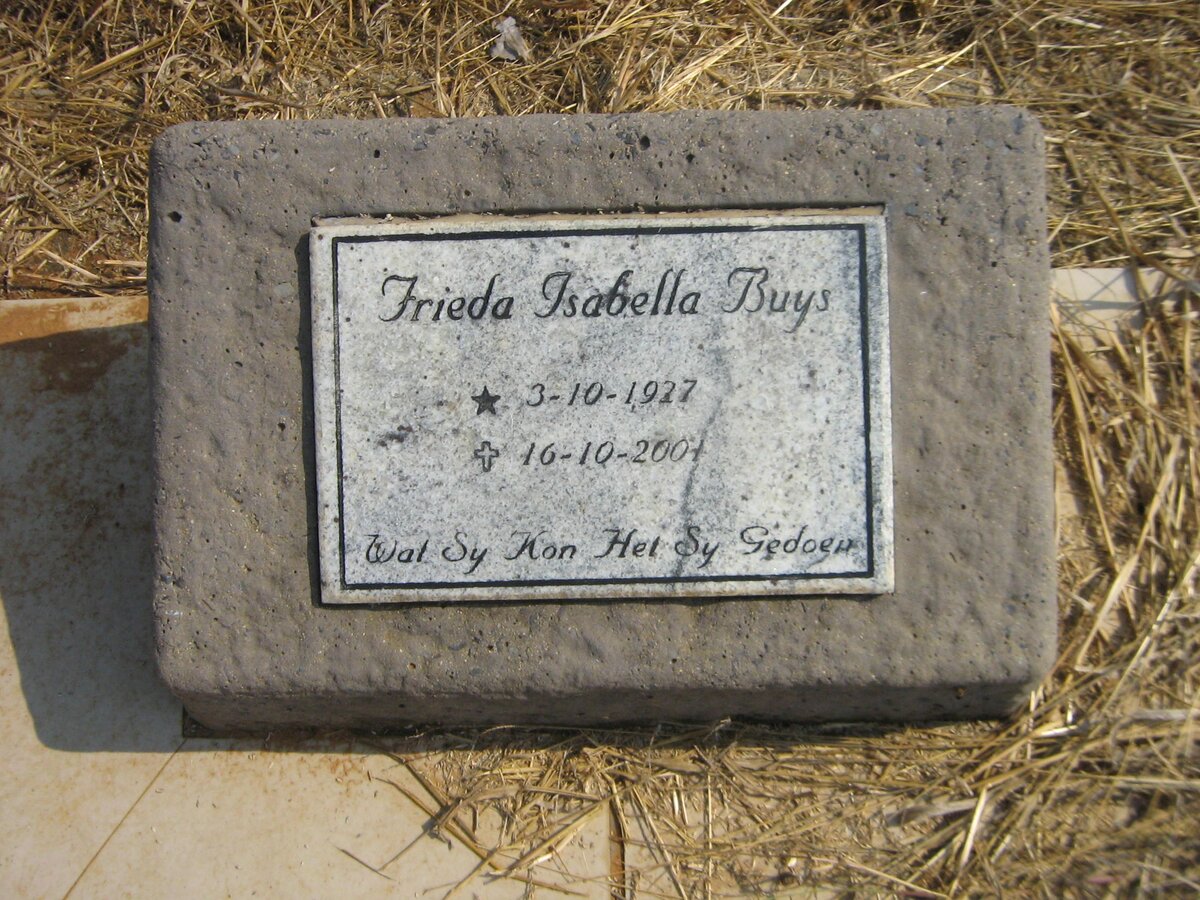 Frieda Isabella Buys
★ 3-10-1927
✞ 16-10-2001
Wat Sy Kon Het Sy Gedoen